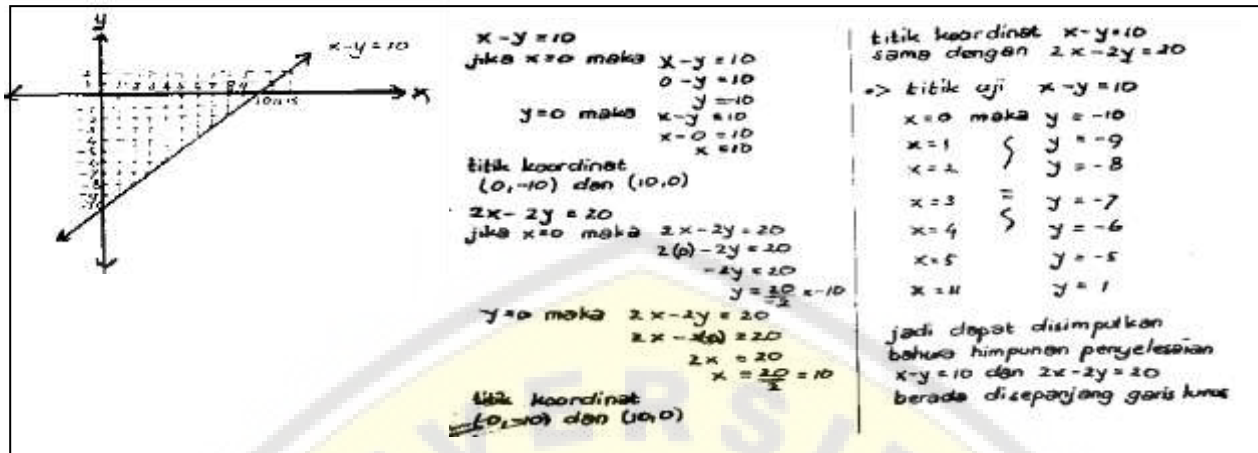 y
x-y=10
x
x-y=10
jika x=0 maka x-y=10
0-y=10
y=-10
y=0 maka x-y=10
x-0=10
x=10
titik koordinat
(0,-10) dan (10,0)
2x-2y=20
jika x=0 maka 2x-2y=20
2(0)-2y=20
-2y=20
y=20/-2=-10
y=0 maka 2x-2y=20
2x-2(0)=20
2x=20
x=20/2=10
titik koordinat
(0,-10) dan (10,0)
titik koordinat x-y=10
sama dengan 2x-2y=20
=> titik uji x-y=10
x=0 maka y=-10
x=1 y=-9
x=2 y=-8
x=3 y=-7
x=4 y=-6
x=5 y=-5
x=11 y=1
jadi dapat disimpulkan
bahwa himpunan penyelesaian
x-y=10 dan 2x-2y=20
berada disepanjang garis lurus